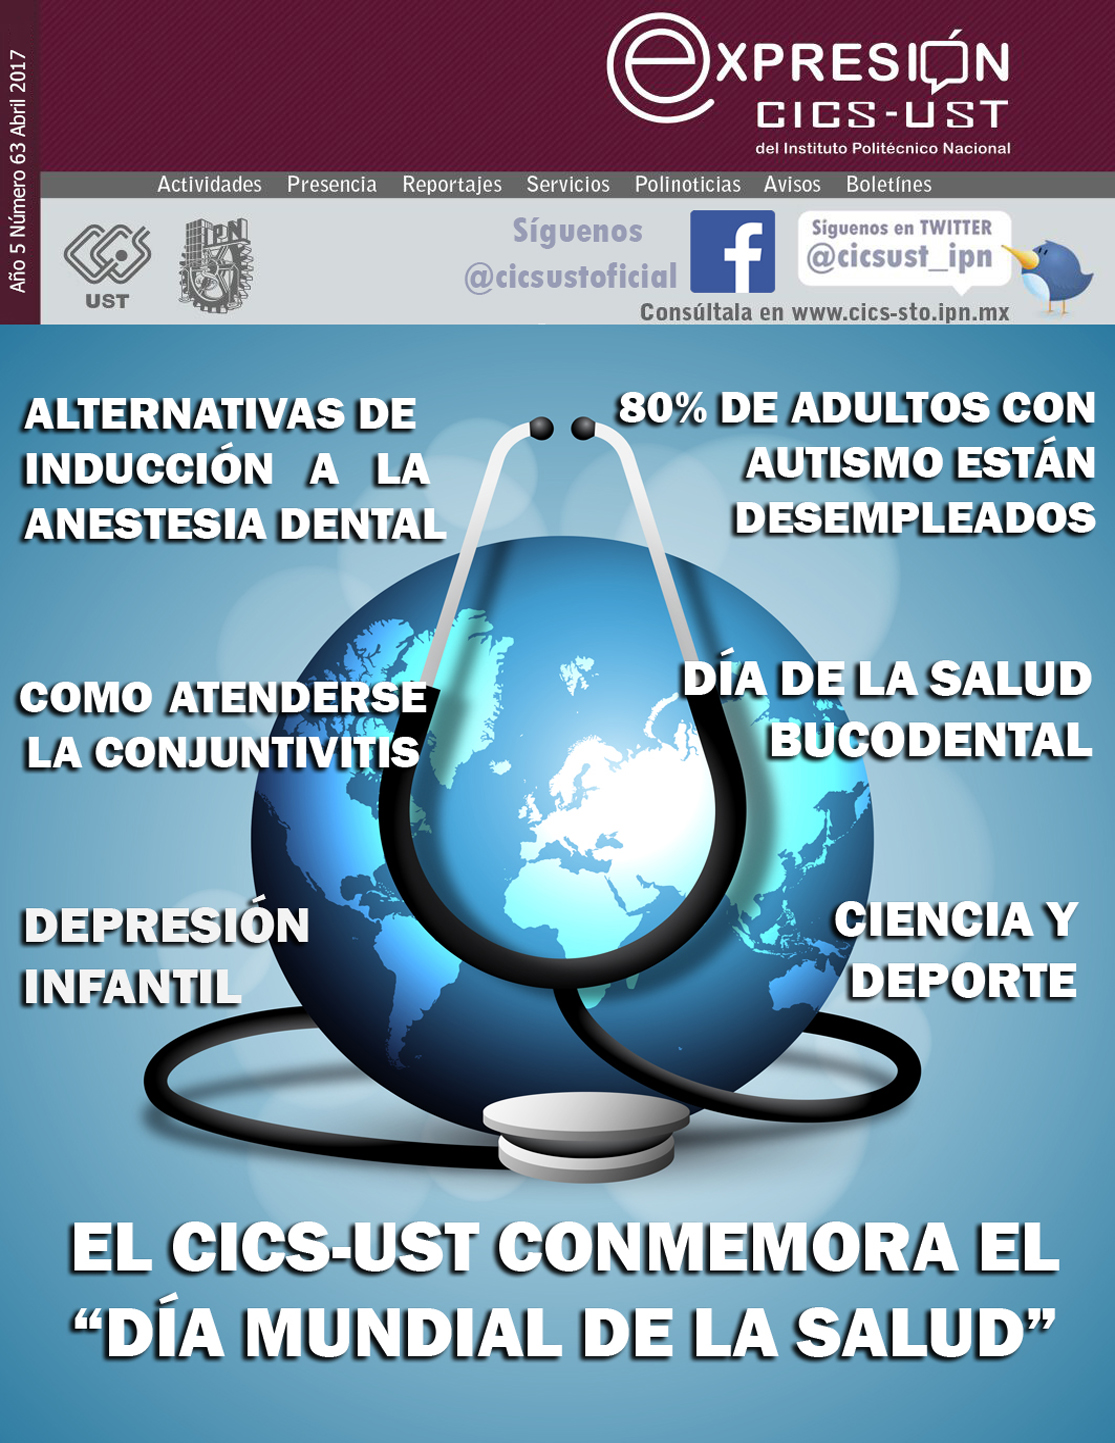 Año 5 Número 63 Abril 2017
eXPRESIÓN
CICS-UST
del Instituto Politécnico Nacional
Actividades Presencia Reportajes Servicios Polinoticias Avisos Boletínes
CICS
UST
IPN
Síguenos
@cicsustoficial
f
Síguenos en TWITTER
@cicsust_ipn
Consúltala en www.cics-sto.ipn.mx
ALTERNATIVAS DE
INDUCCIÓN A LA
ANESTESIA DENTAL
80% DE ADULTOS CON
AUTISMO ESTÁN
DESEMPLEADOS
COMO ATENDERSE
LA CONJUNTIVITIS
DÍA DE LA SALUD
BUCODENTAL
DEPRESIÓN
INFANTIL
CIENCIA Y
DEPORTE
EL CICS-UST CONMEMORA EL
“DÍA MUNDIAL DE LA SALUD”